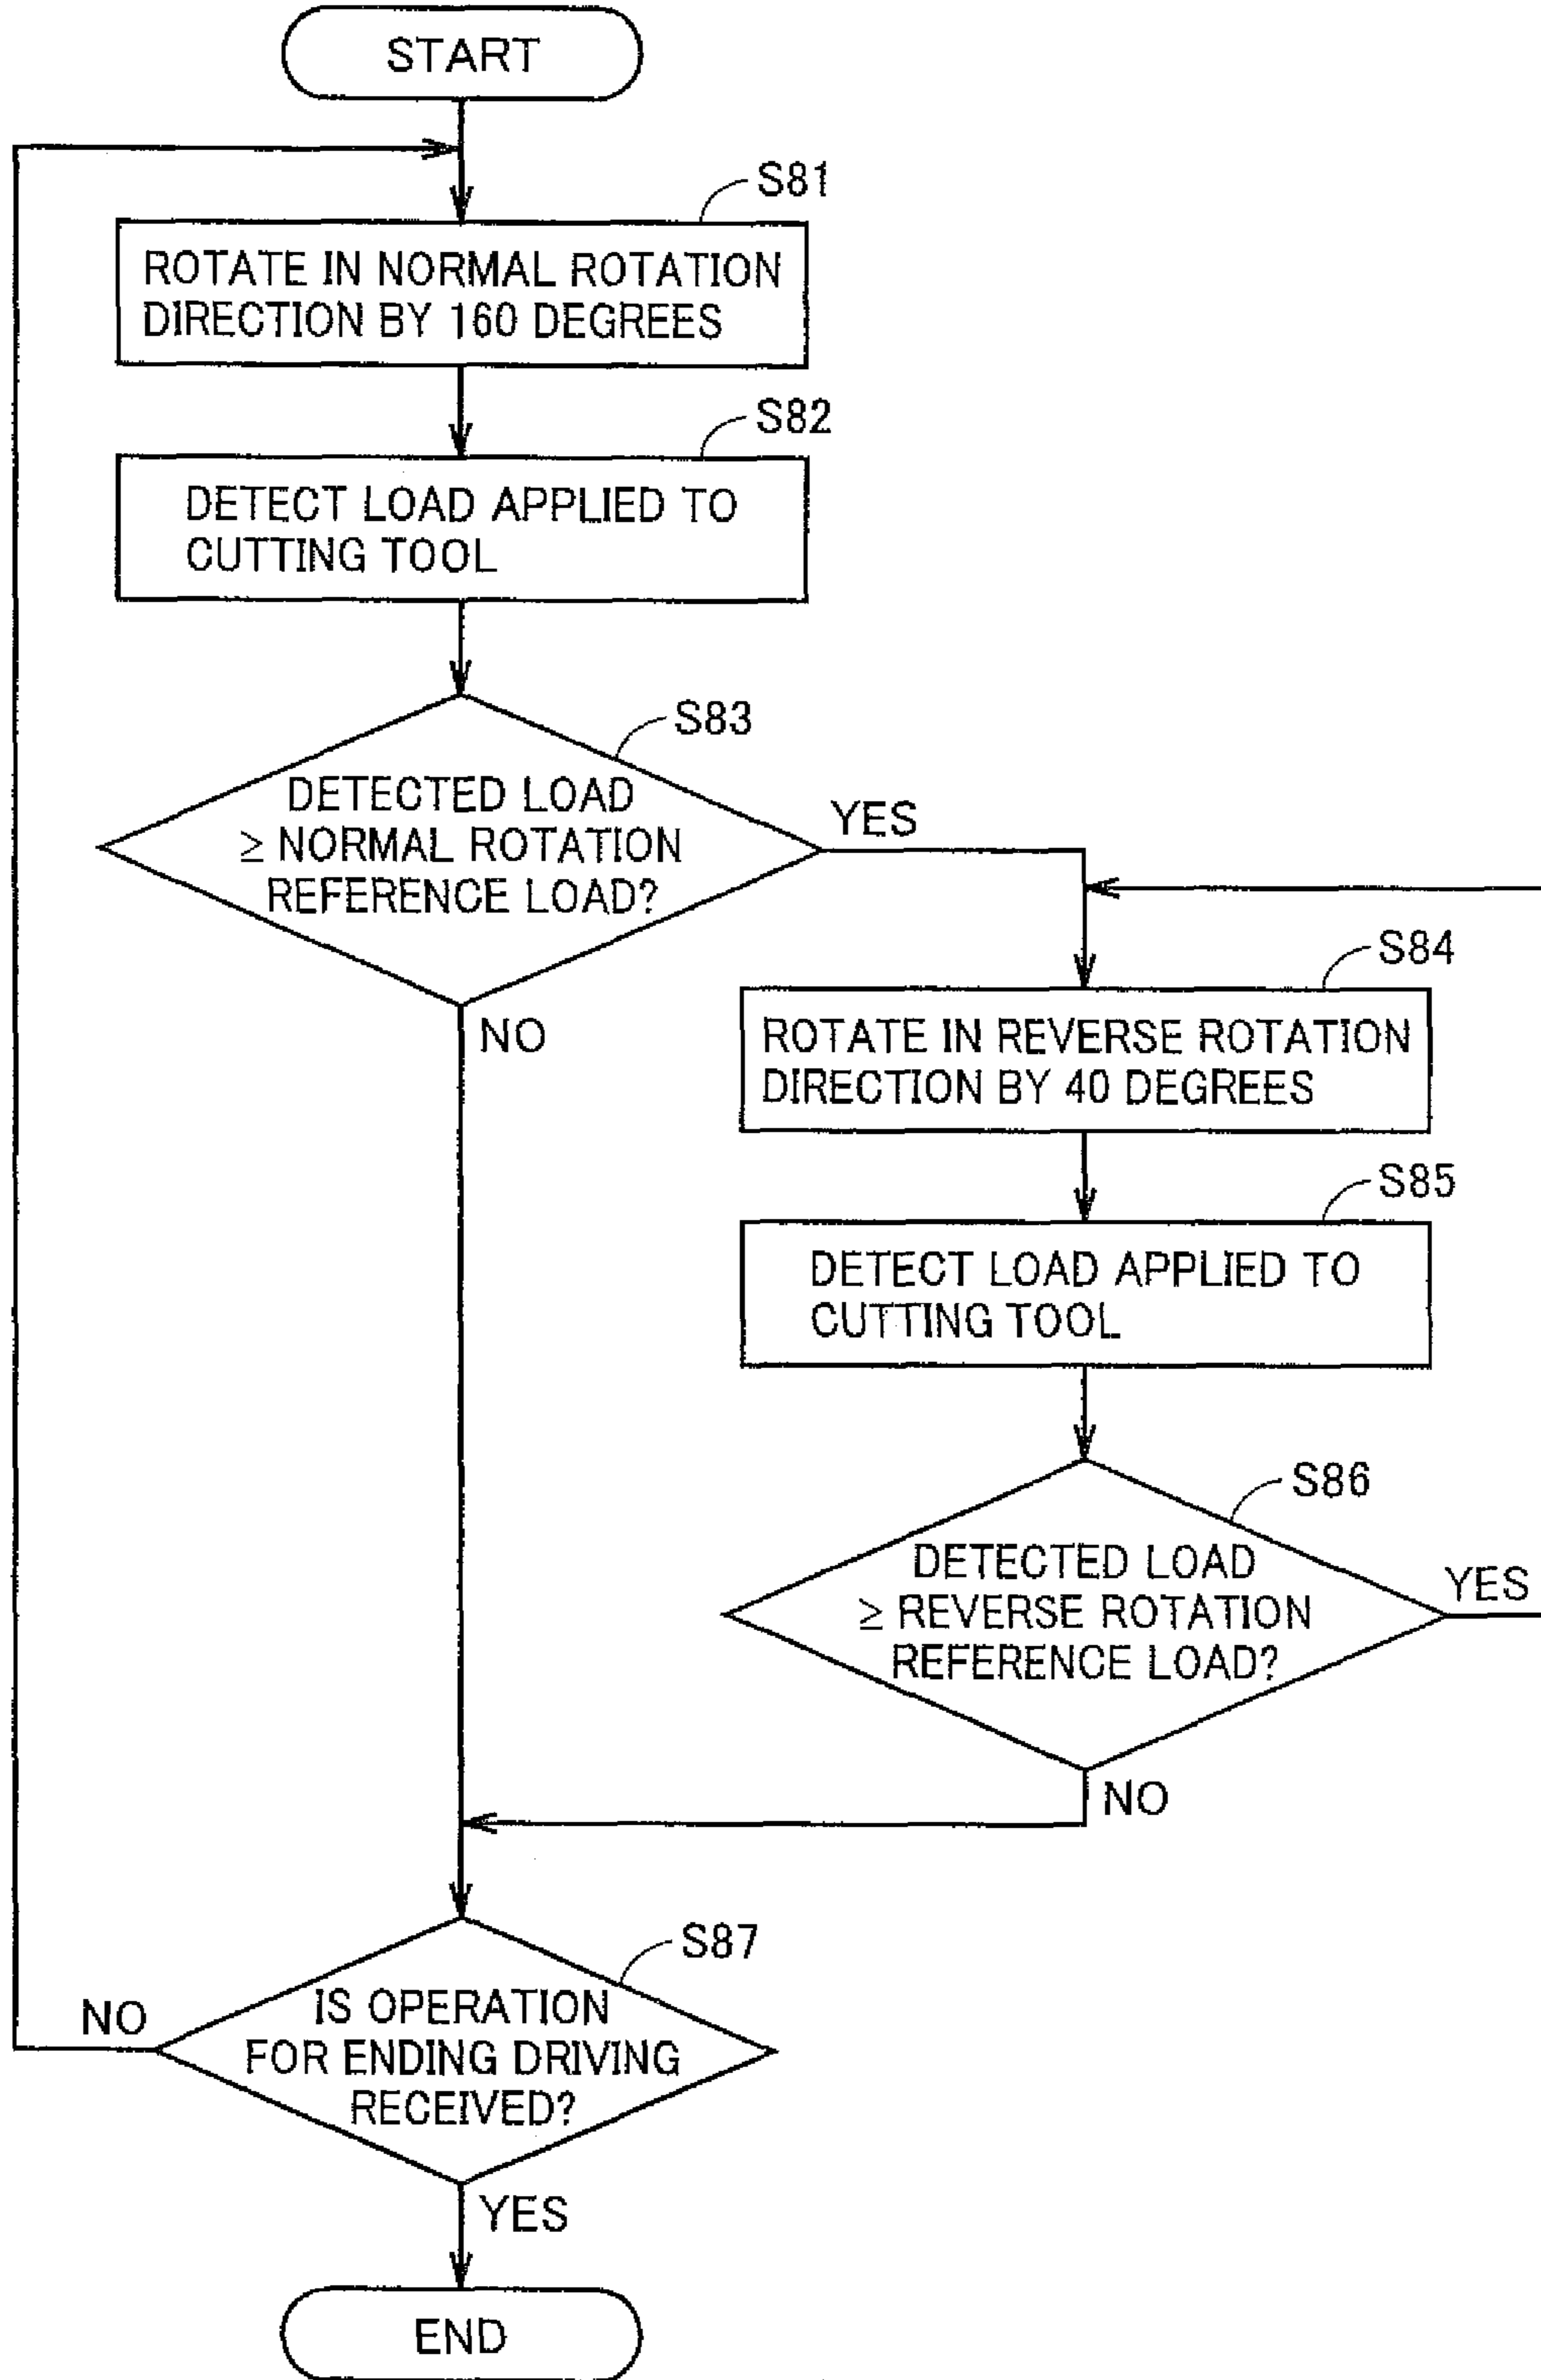 START
S81
ROTATE IN NORMAL ROTATION
DIRECTION BY 160 DEGREES
S82
DETECT LOAD APPLIED TO
CUTTING TOOL
S83
DETECTED LOAD
≥ NORMAL ROTATION
REFERENCE LOAD?
YES
NO
S84
ROTATE IN REVERSE ROTATION
DIRECTION BY 40 DEGREES
S85
DETECT LOAD APPLIED TO
CUTTING TOOL
S86
DETECTED LOAD
≥ REVERSE ROTATION
REFERENCE LOAD?
YES
NO
S87
IS OPERATION
FOR ENDING DRIVING
RECEIVED?
NO
YES
END